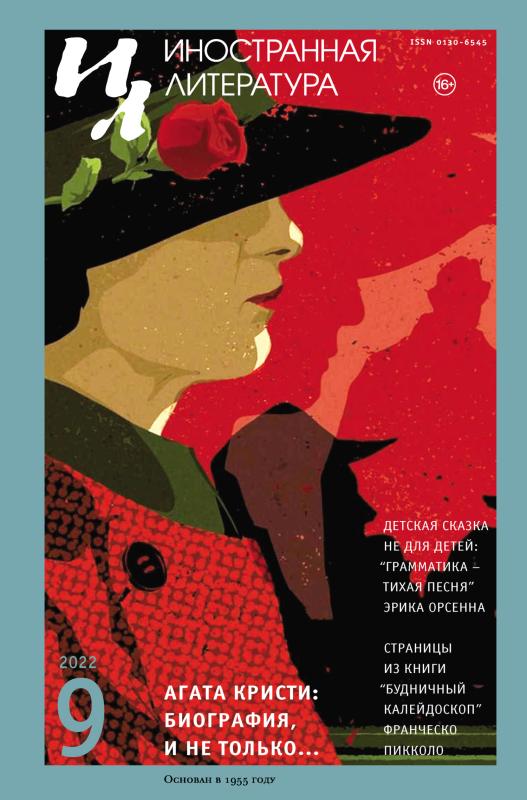 ИЛ
ИНОСТРАННАЯ
ЛИТЕРАТУРА
ISSN 0130-6545
16+
ДЕТСКАЯ СКАЗКА
НЕ ДЛЯ ДЕТЕЙ:
“ГРАММАТИКА –
ТИХАЯ ПЕСНЯ”
ЭРИКА ОРСЕННА
СТРАНИЦЫ
ИЗ КНИГИ
“БУДНИЧНЫЙ
КАЛЕЙДОСКОП”
ФРАНЧЕСКО
ПИККОЛО
2022
9
АГАТА КРИСТИ:
БИОГРАФИЯ,
И НЕ ТОЛЬКО...
Основан в 1955 году